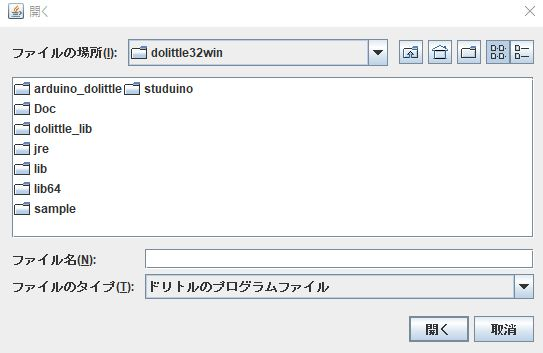 開く
ファイルの場所(I): dolittle32win
arduino_dolittle studuino
Doc
dolittle_lib
jre
lib
lib64
sample
ファイル名(N):
ファイルのタイプ(T): ドリトルのプログラムファイル
開く 取消